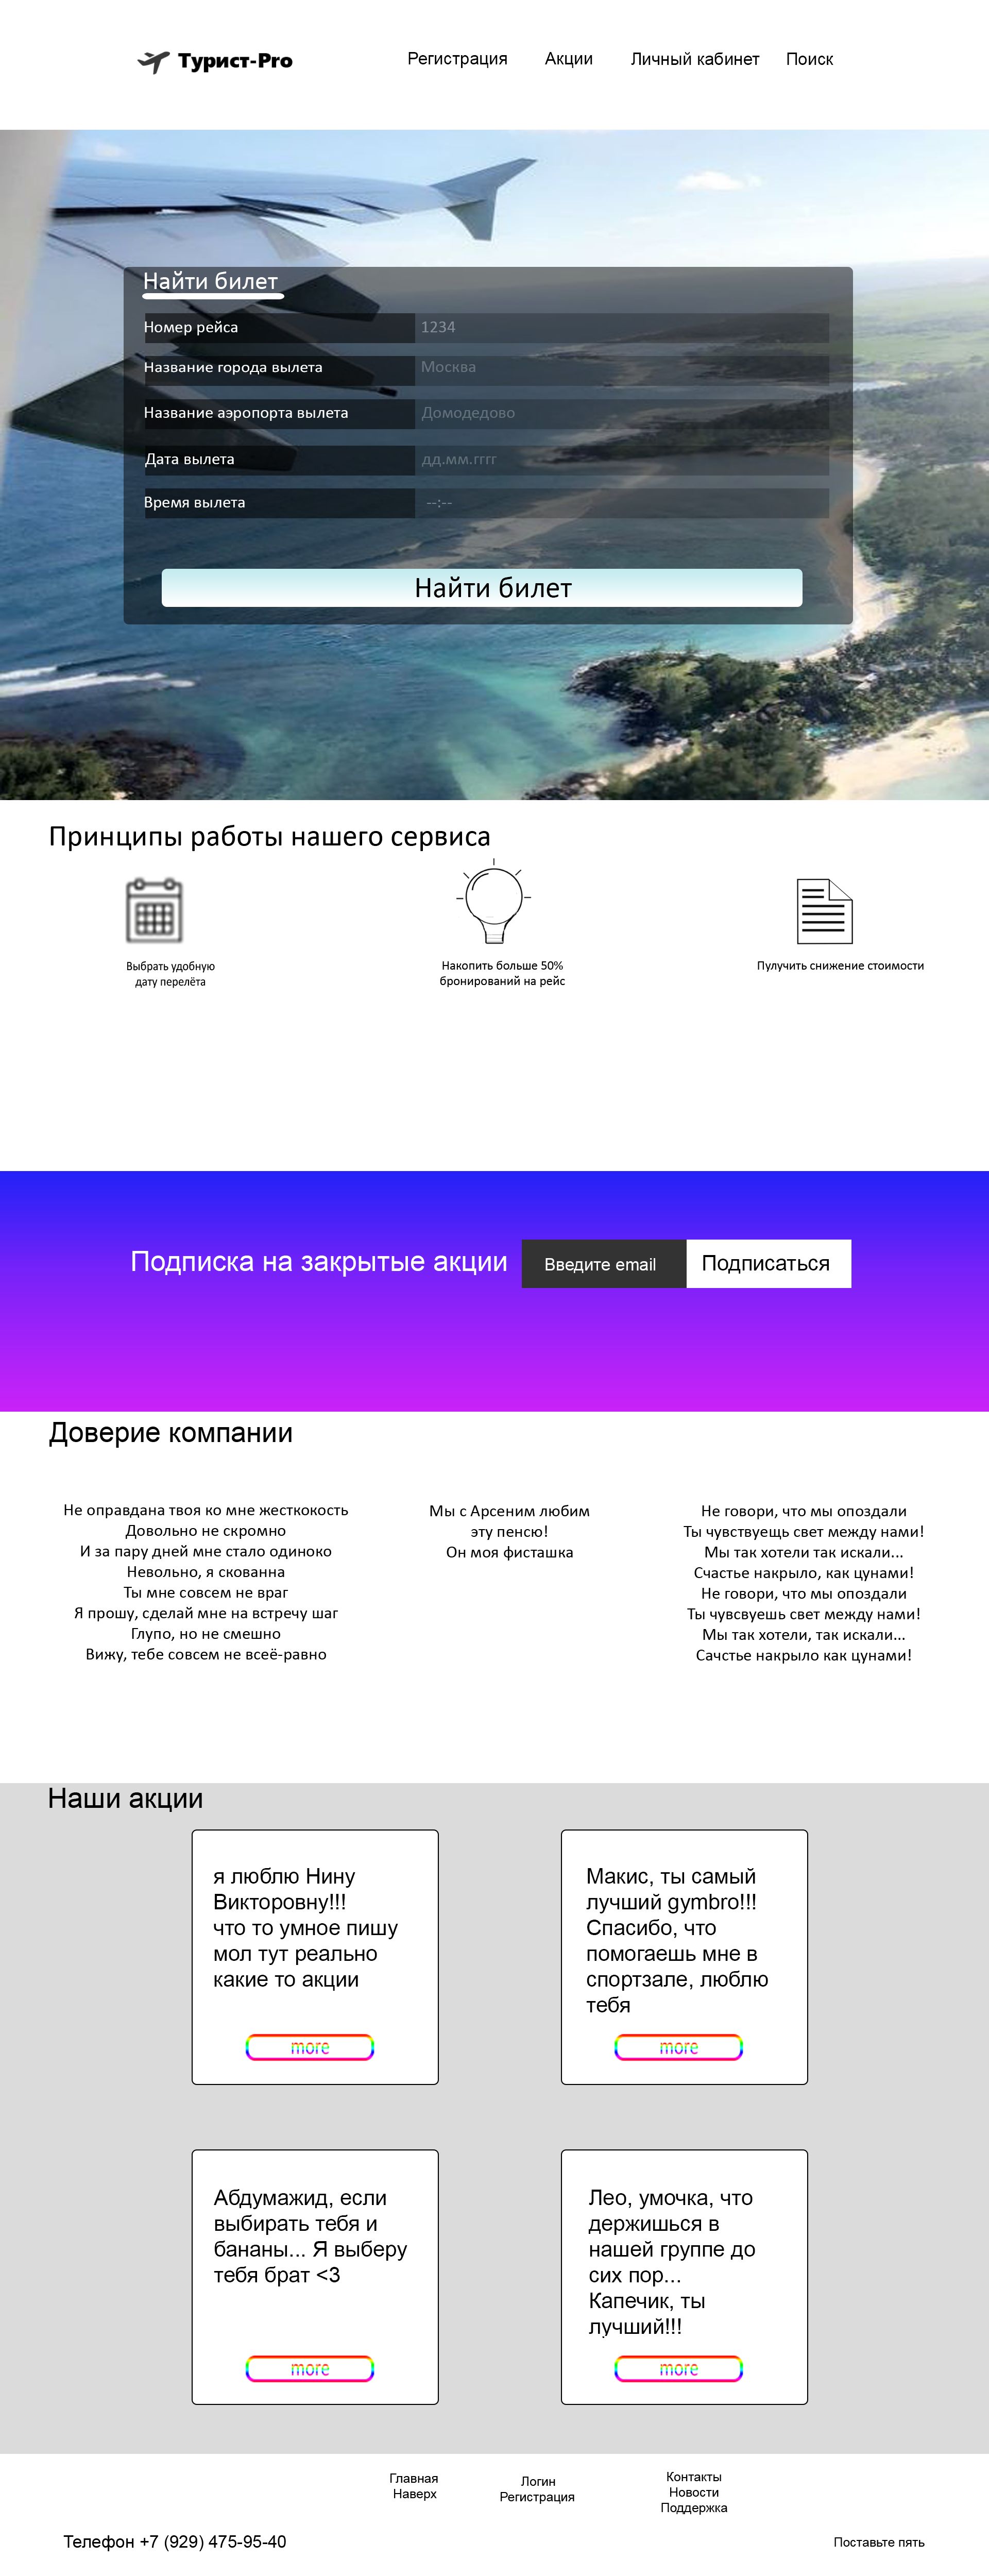 Турист-Pro
Регистрация Акции Личный кабинет Поиск
Найти билет
Номер рейса 1234
Название города вылета Москва
Название аэропорта вылета Домодедово
Дата вылета дд.мм.гггг
Время вылета --:--
Найти билет
Принципы работы нашего сервиса
Выбрать удобную
дату перелёта
Накопить больше 50%
бронирований на рейс
Пулучить снижение стоимости
Подписка на закрытые акции Введите email Подписаться
Доверие компании
Не оправдана твоя ко мне жесткокость
Довольно не скромно
И за пару дней мне стало одиноко
Невольно, я скованна
Ты мне совсем не враг
Я прошу, сделай мне на встречу шаг
Глупо, но не смешно
Вижу, тебе совсем не всеё-равно
Мы с Арсеним любим
эту пенсю!
Он моя фисташка
Не говори, что мы опоздали
Ты чувствуещь свет между нами!
Мы так хотели так искали...
Счастье накрыло, как цунами!
Не говори, что мы опоздали
Ты чувсвуешь свет между нами!
Мы так хотели, так искали...
Сачстье накрыло как цунами!
Наши акции
я люблю Нину
Викторовну!!!
что то умное пишу
мол тут реально
какие то акции
more
Макис, ты самый
лучший gymbro!!!
Спасибо, что
помогаешь мне в
спортзале, люблю
тебя
more
Абдумажид, если
выбирать тебя и
бананы... Я выберу
тебя брат <3
more
Лео, умочка, что
держишься в
нашей группе до
сих пор...
Капечик, ты
лучший!!!
more
Главная
Наверх
Логин
Регистрация
Контакты
Новости
Поддержка
Телефон +7 (929) 475-95-40
Поставьте пять